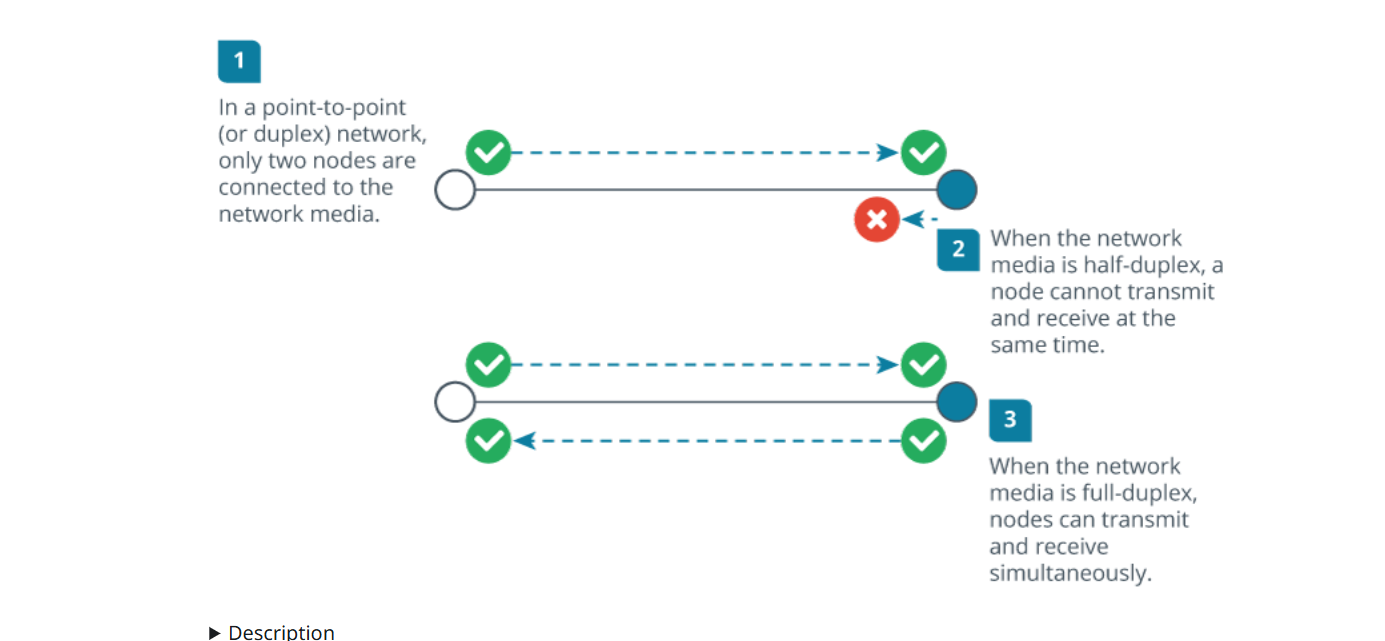 1
In a point-to-point
(or duplex) network,
only two nodes are
connected to the
network media.
2
When the network
media is half-duplex, a
node cannot transmit
and receive at the
same time.
3
When the network
media is full-duplex,
nodes can transmit
and receive
simultaneously.
Description